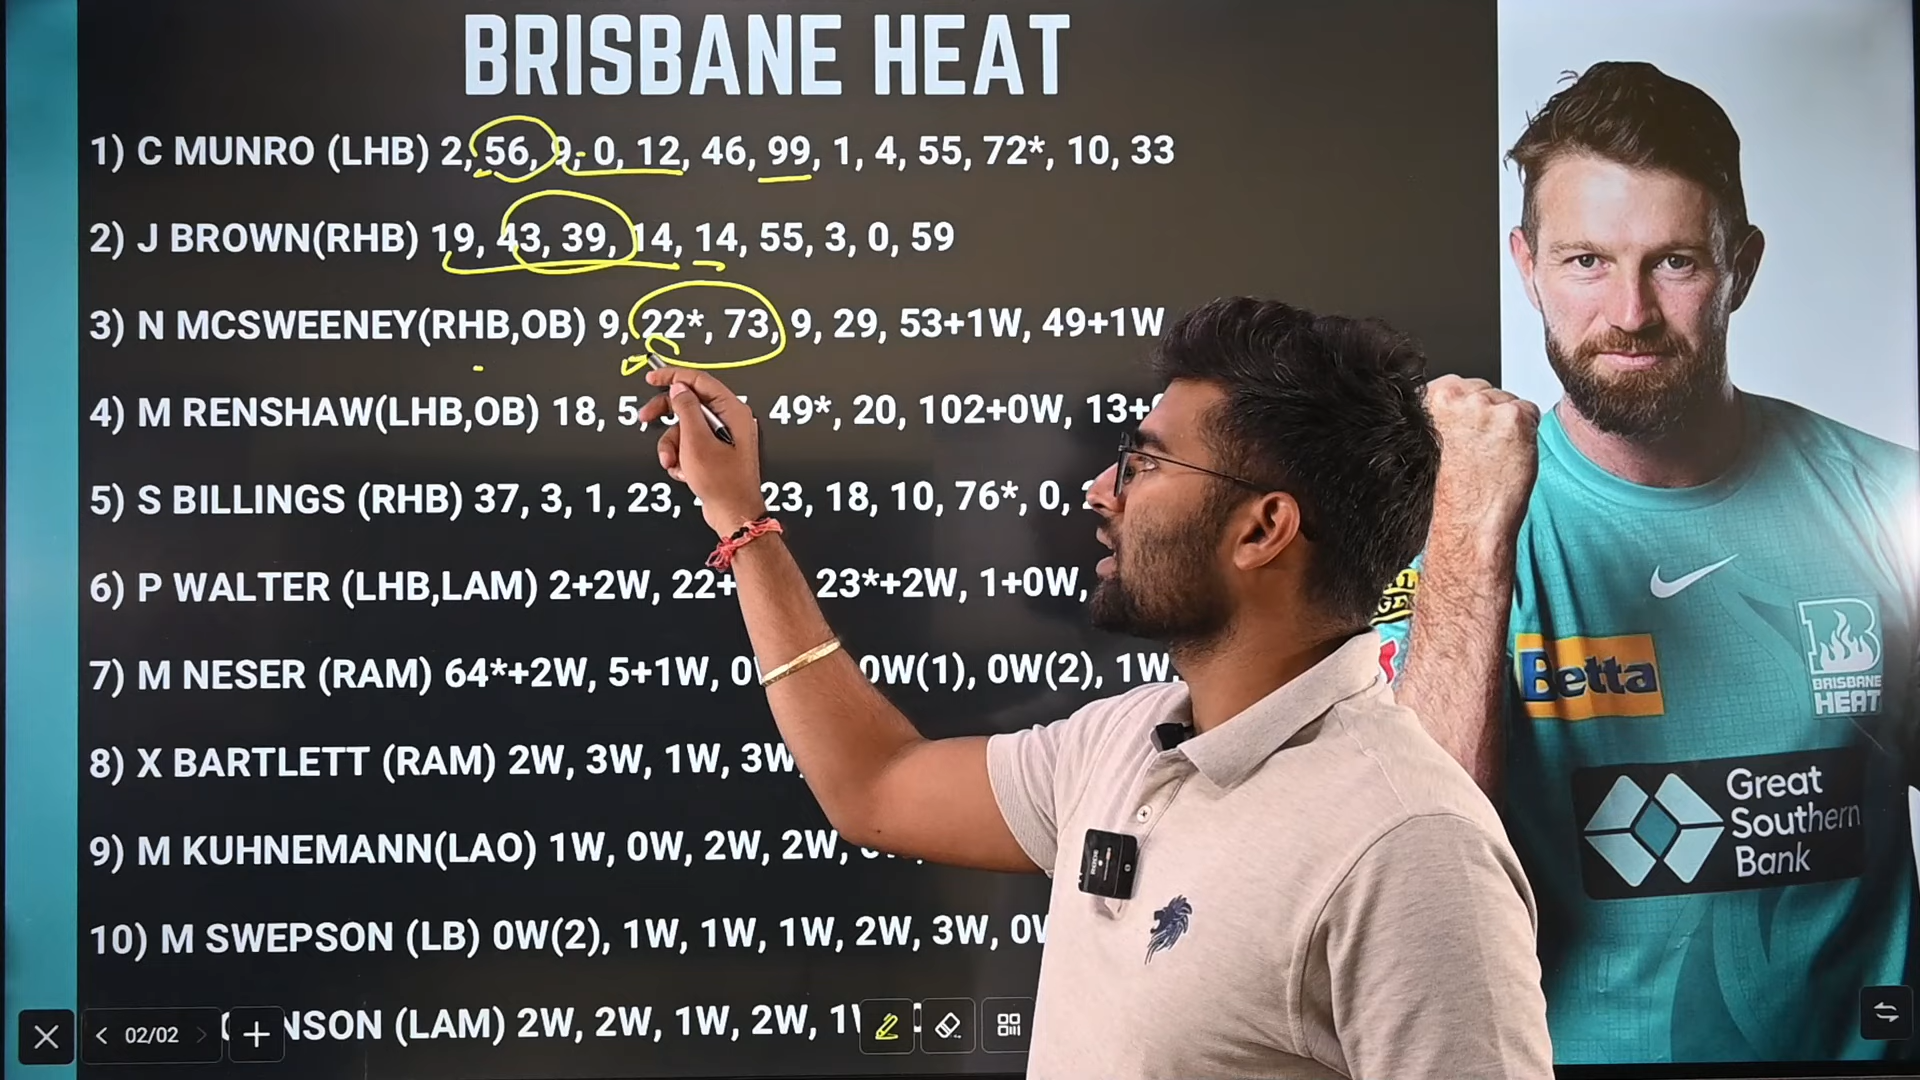 BRISBANE HEAT
1) C MUNRO (LHB) 2, 56, 9, 0, 12, 46, 99, 1, 4, 55, 72*, 10, 33
2) J BROWN(RHB) 19, 43, 39, 14, 14, 55, 3, 0, 59
3) N MCSWEENEY(RHB,OB) 9, 22*, 73, 9, 29, 53+1W, 49+1W
4) M RENSHAW(LHB,OB) 18, 5, 49*, 20, 102+0W, 13+
5) S BILLINGS (RHB) 37, 3, 1, 23, 23, 18, 10, 76*, 0,
6) P WALTER (LHB,LAM) 2+2W, 22+ 23*+2W, 1+0W,
7) M NESER (RAM) 64*+2W, 5+1W, 0W(1), 0W(2), 1W,
8) X BARTLETT (RAM) 2W, 3W, 1W, 3W,
9) M KUHNEMANN(LAO) 1W, 0W, 2W, 2W,
10) M SWEPSON (LB) 0W(2), 1W, 1W, 1W, 2W, 3W,
NSON (LAM) 2W, 2W, 1W, 2W,
02/02
Betta
B
BRISBANE
HEAT
Great
Southern
Bank